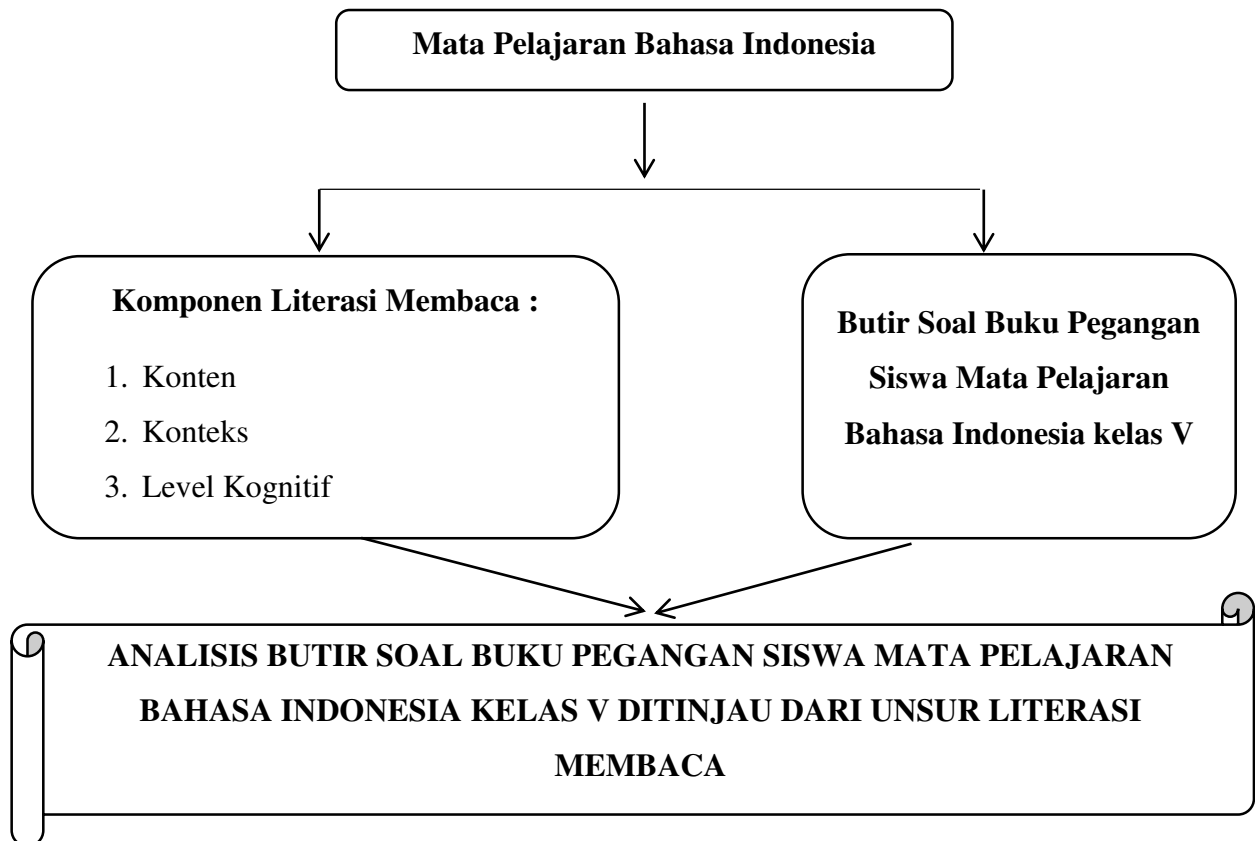 Mata Pelajaran Bahasa Indonesia
Komponen Literasi Membaca :
1. Konten
2. Konteks
3. Level Kognitif
Butir Soal Buku Pegangan
Siswa Mata Pelajaran
Bahasa Indonesia kelas V
ANALISIS BUTIR SOAL BUKU PEGANGAN SISWA MATA PELAJARAN
BAHASA INDONESIA KELAS V DITINJAU DARI UNSUR LITERASI
MEMBACA